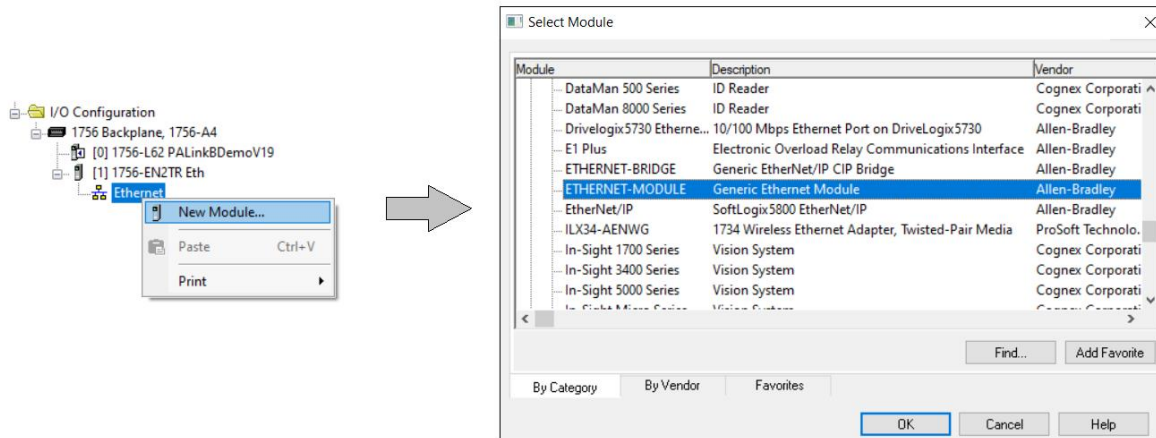 I/O Configuration
1756 Backplane, 1756-A4
[0] 1756-L62 PALinkBDemoV19
[1] 1756-EN2TR Eth
Ethernet
New Module...
Paste Ctrl+V
Print
Select Module
Module Description Vendor
DataMan 500 Series ID Reader Cognex Corporati
DataMan 8000 Series ID Reader Cognex Corporati
Drivelogix5730 Etherne... 10/100 Mbps Ethernet Port on DriveLogix5730 Allen-Bradley
E1 Plus Electronic Overload Relay Communications Interface Allen-Bradley
ETHERNET-BRIDGE Generic EtherNet/IP CIP Bridge Allen-Bradley
ETHERNET-MODULE Generic Ethernet Module Allen-Bradley
EtherNet/IP SoftLogix5800 EtherNet/IP Allen-Bradley
ILX34-AENWG 1734 Wireless Ethernet Adapter, Twisted-Pair Media ProSoft Technolo.
In-Sight 1700 Series Vision System Cognex Corporati
In-Sight 3400 Series Vision System Cognex Corporati
In-Sight 5000 Series Vision System Cognex Corporati
Find... Add Favorite
By Category By Vendor Favorites
OK Cancel Help